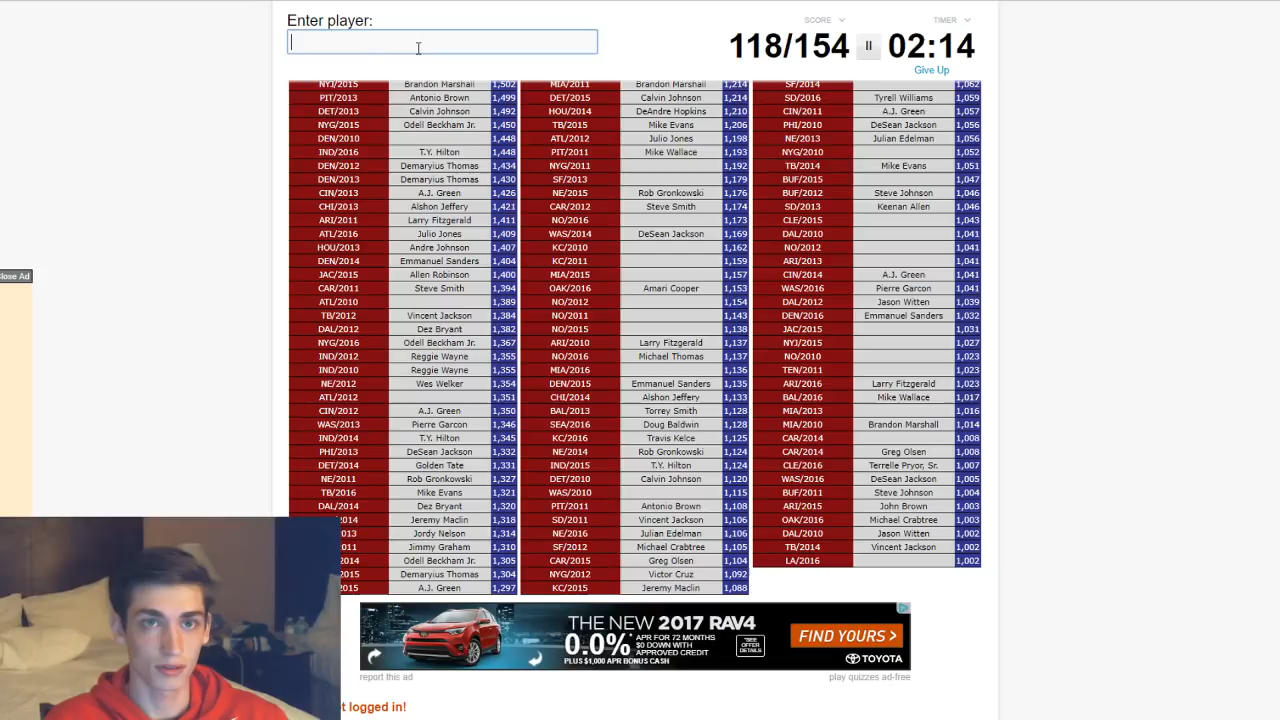 Enter player:
SCORE
TIMER
118/154
02:14
Give Up
Close Ad
NYJ/2015 Brandon Marshall 1,502
PIT/2013 Antonio Brown 1,499
DET/2013 Calvin Johnson 1,492
NYG/2015 Odell Beckham Jr. 1,450
DEN/2010 1,448
IND/2016 T.Y. Hilton 1,448
DEN/2012 Demaryius Thomas 1,434
DEN/2013 Demaryius Thomas 1,430
CIN/2013 A.J. Green 1,426
CHI/2013 Alshon Jeffery 1,421
ARI/2011 Larry Fitzgerald 1,411
ATL/2016 Julio Jones 1,409
HOU/2013 Andre Johnson 1,407
DEN/2014 Emmanuel Sanders 1,404
JAC/2015 Allen Robinson 1,400
CAR/2011 Steve Smith 1,394
ATL/2010 1,389
TB/2012 Vincent Jackson 1,384
DAL/2012 Dez Bryant 1,382
NYG/2016 Odell Beckham Jr. 1,367
IND/2012 Reggie Wayne 1,355
IND/2010 Reggie Wayne 1,355
NE/2012 Wes Welker 1,354
ATL/2012 1,351
CIN/2012 A.J. Green 1,350
WAS/2013 Pierre Garcon 1,346
IND/2014 T.Y. Hilton 1,345
PHI/2013 DeSean Jackson 1,332
DET/2014 Golden Tate 1,331
NE/2011 Rob Gronkowski 1,327
TB/2016 Mike Evans 1,321
DAL/2014 Dez Bryant 1,320
2014 Jeremy Maclin 1,318
013 Jordy Nelson 1,314
011 Jimmy Graham 1,310
014 Odell Beckham Jr. 1,305
2015 Demaryius Thomas 1,304
2015 A.J. Green 1,297
MIA/2011 Brandon Marshall 1,214
DET/2015 Calvin Johnson 1,214
HOU/2014 DeAndre Hopkins 1,210
TB/2015 Mike Evans 1,206
ATL/2012 Julio Jones 1,198
PIT/2011 Mike Wallace 1,193
NYG/2011 1,192
SF/2013 1,179
NE/2015 Rob Gronkowski 1,176
CAR/2012 Steve Smith 1,174
NO/2016 1,173
WAS/2014 DeSean Jackson 1,169
KC/2010 1,162
KC/2011 1,159
MIA/2015 1,157
OAK/2016 Amari Cooper 1,153
NO/2012 1,154
NO/2011 1,143
NO/2015 1,138
ARI/2010 Larry Fitzgerald 1,137
NO/2016 Michael Thomas 1,137
MIA/2016 1,136
DEN/2015 Emmanuel Sanders 1,135
CHI/2014 Alshon Jeffery 1,133
BAL/2013 Torrey Smith 1,128
SEA/2016 Doug Baldwin 1,128
KC/2016 Travis Kelce 1,125
NE/2014 Rob Gronkowski 1,124
IND/2015 T.Y. Hilton 1,124
DET/2010 Calvin Johnson 1,120
WAS/2010 1,115
PIT/2011 Antonio Brown 1,108
SD/2011 Vincent Jackson 1,106
NE/2016 Julian Edelman 1,106
SF/2012 Michael Crabtree 1,105
CAR/2015 Greg Olsen 1,104
NYG/2012 Victor Cruz 1,092
KC/2015 Jeremy Maclin 1,088
SF/2014 1,062
SD/2016 Tyrell Williams 1,059
CIN/2011 A.J. Green 1,057
PHI/2010 DeSean Jackson 1,056
NE/2013 Julian Edelman 1,056
NYG/2010 1,052
TB/2014 Mike Evans 1,051
BUF/2015 1,047
BUF/2012 Steve Johnson 1,046
SD/2013 Keenan Allen 1,046
CLE/2015 1,043
DAL/2010 1,041
NO/2012 1,041
ARI/2013 1,041
CIN/2014 A.J. Green 1,041
WAS/2016 Pierre Garcon 1,041
DAL/2012 Jason Witten 1,039
DEN/2016 Emmanuel Sanders 1,032
JAC/2015 1,031
NYJ/2015 1,027
NO/2010 1,023
TEN/2011 1,023
ARI/2016 Larry Fitzgerald 1,023
BAL/2016 Mike Wallace 1,017
MIA/2013 1,016
MIA/2010 Brandon Marshall 1,014
CAR/2014 1,008
CAR/2014 Greg Olsen 1,008
CLE/2016 Terrelle Pryor, Sr. 1,007
WAS/2016 DeSean Jackson 1,005
BUF/2011 Steve Johnson 1,004
ARI/2015 John Brown 1,003
OAK/2016 Michael Crabtree 1,003
DAL/2010 Jason Witten 1,002
TB/2014 Vincent Jackson 1,002
LA/2016 1,002
THE NEW 2017 RAV4
0.0%* APR FOR 72 MONTHS
$0 DOWN WITH
APPROVED CREDIT
PLUS $1,000 APR BONUS CASH
FIND YOURS >
TOYOTA
report this ad
play quizzes ad-free
t logged in!